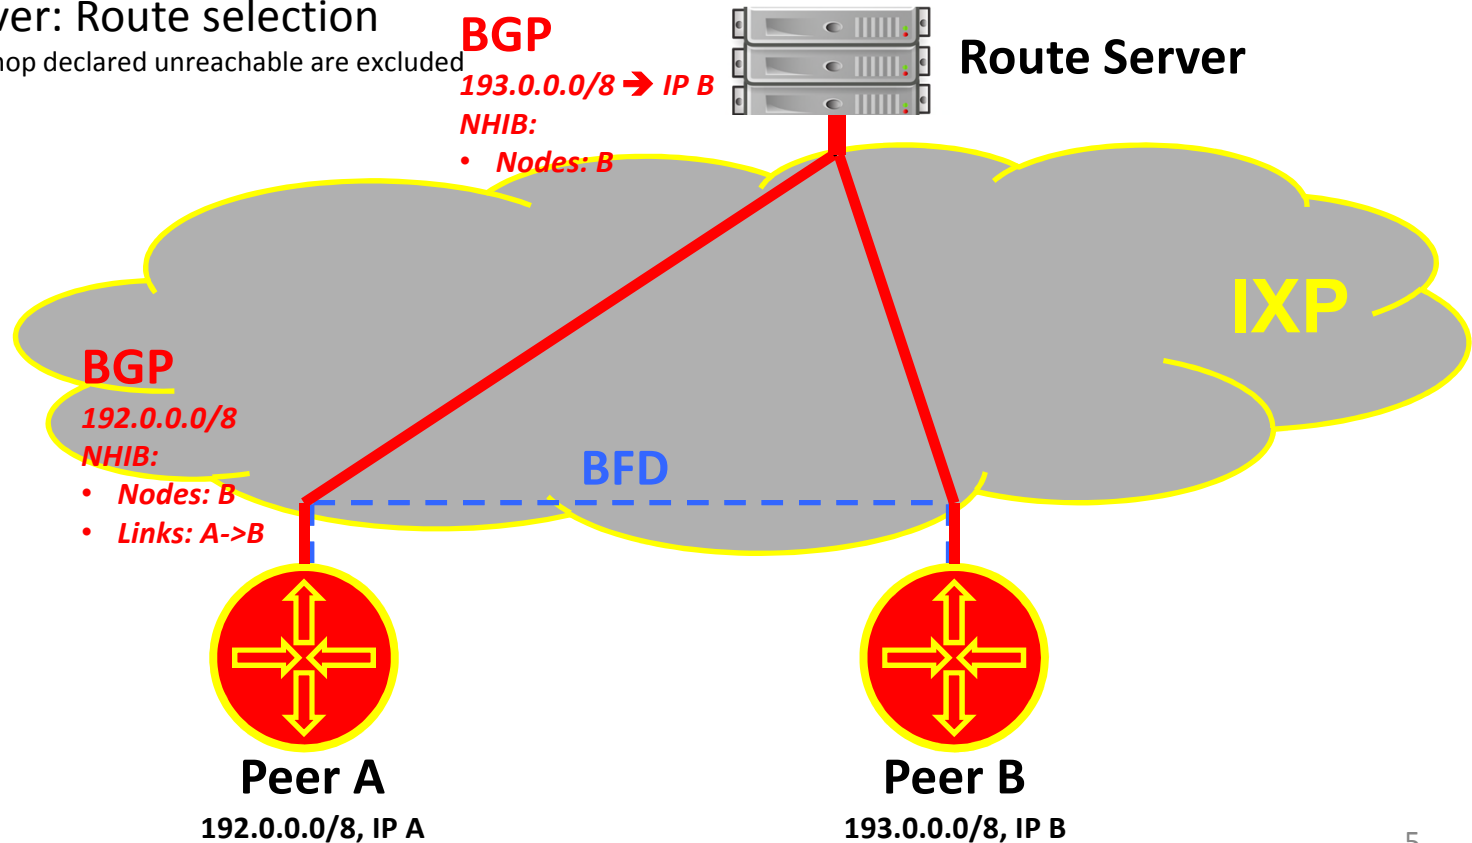 ver: Route selection
hop declared unreachable are excluded
BGP
193.0.0.0/8 ➔ IP B
NHIB:
• Nodes: B
Route Server
IXP
BGP
192.0.0.0/8
NHIB:
• Nodes: B
• Links: A->B
BFD
Peer A
192.0.0.0/8, IP A
Peer B
193.0.0.0/8, IP B
5